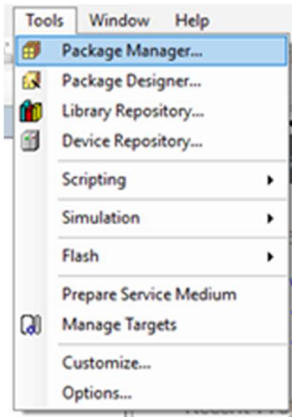 Tools Window Help
Package Manager...
Package Designer...
Library Repository...
Device Repository...
Scripting
Simulation
Flash
Prepare Service Medium
Manage Targets
Customize...
Options...